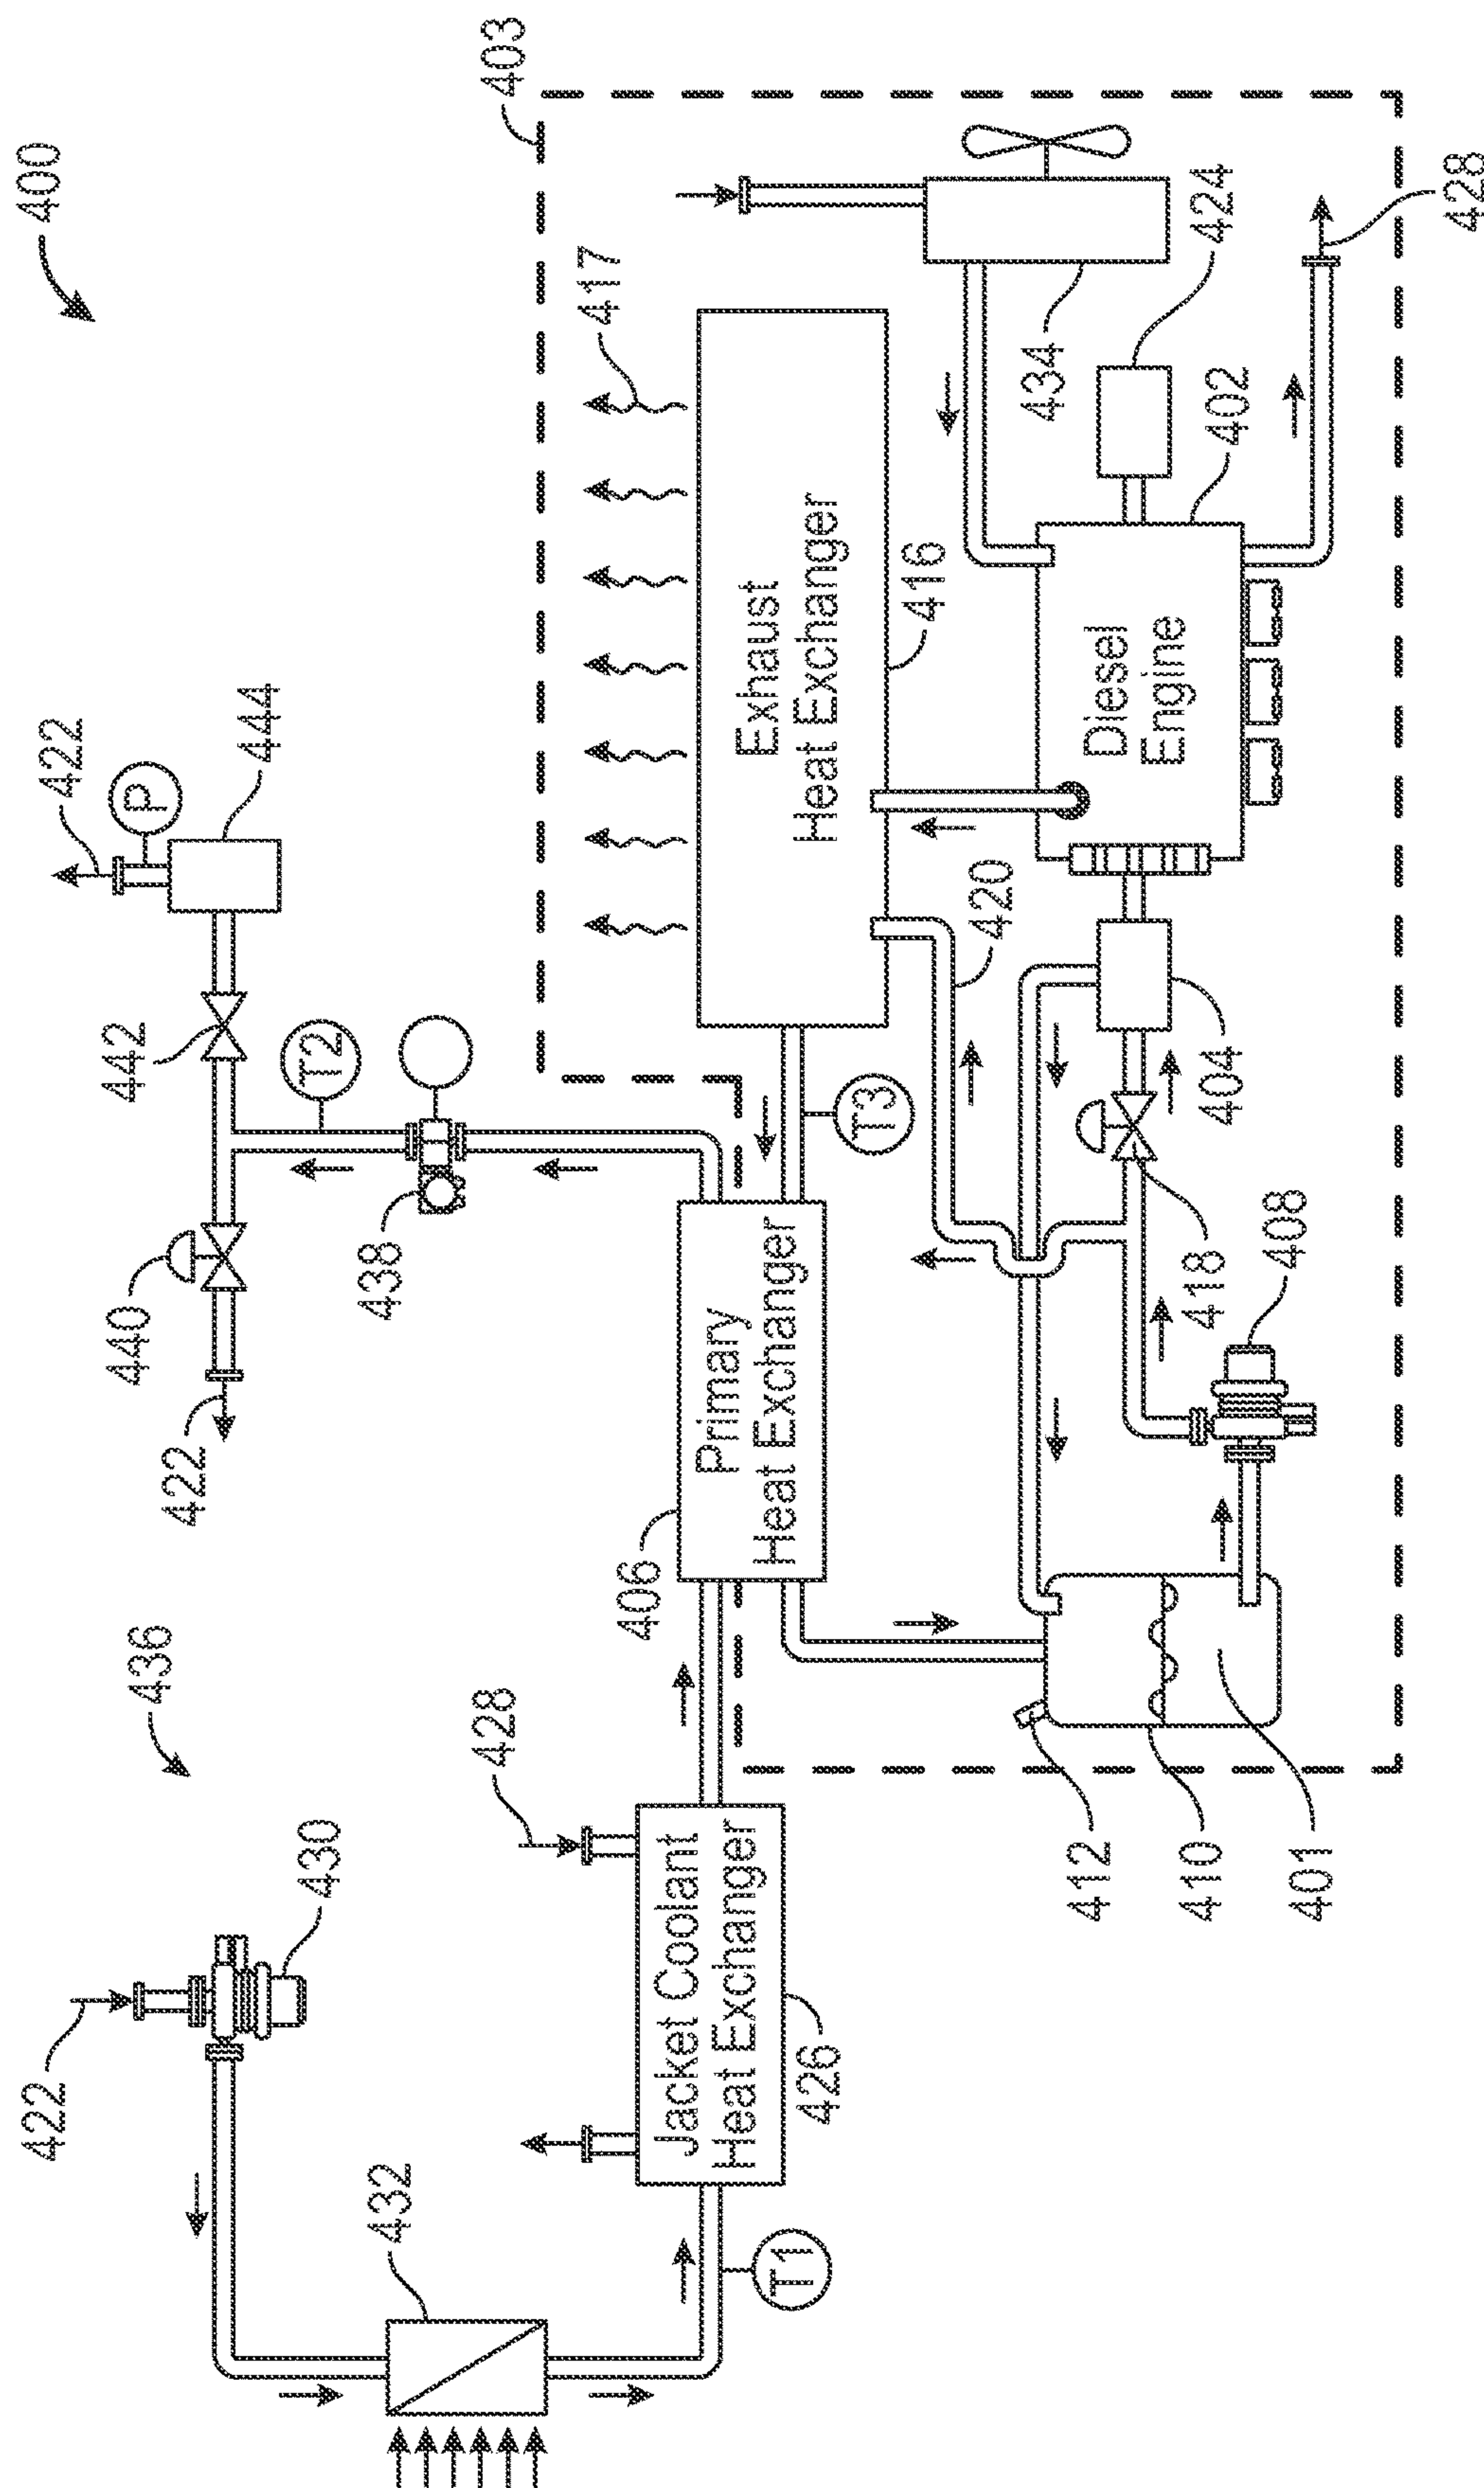 422
400
422
P
440
442
436
422
444
430
T2
432
438
428
403
417
406
Jacket Coolant
Heat Exchanger
Primary
Heat Exchanger
Exhaust
Heat Exchanger
T1
426
T3
416
420
434
412
410
401
Diesel
Engine
418
404
402
424
408
428